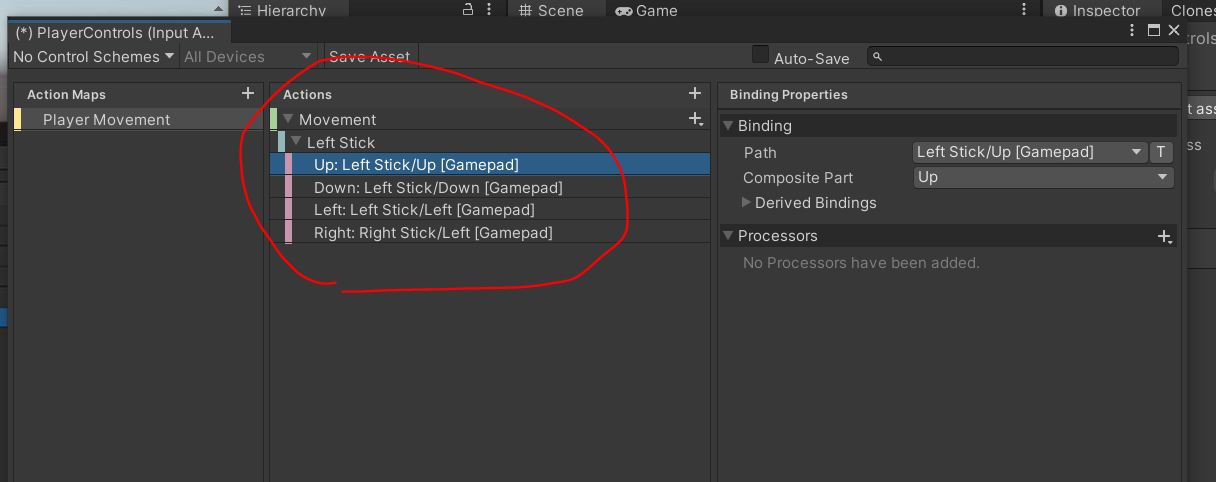 Hierarchy
Scene
Game
Inspector
Clones
(*) PlayerControls (Input A...
No Control Schemes
All Devices
Save Asset
Auto-Save
Action Maps
Actions
Binding Properties
Player Movement
Movement
Left Stick
Up: Left Stick/Up [Gamepad]
Down: Left Stick/Down [Gamepad]
Left: Left Stick/Left [Gamepad]
Right: Right Stick/Left [Gamepad]
Binding
Path
Left Stick/Up [Gamepad]
T
Composite Part
Up
Derived Bindings
Processors
No Processors have been added.